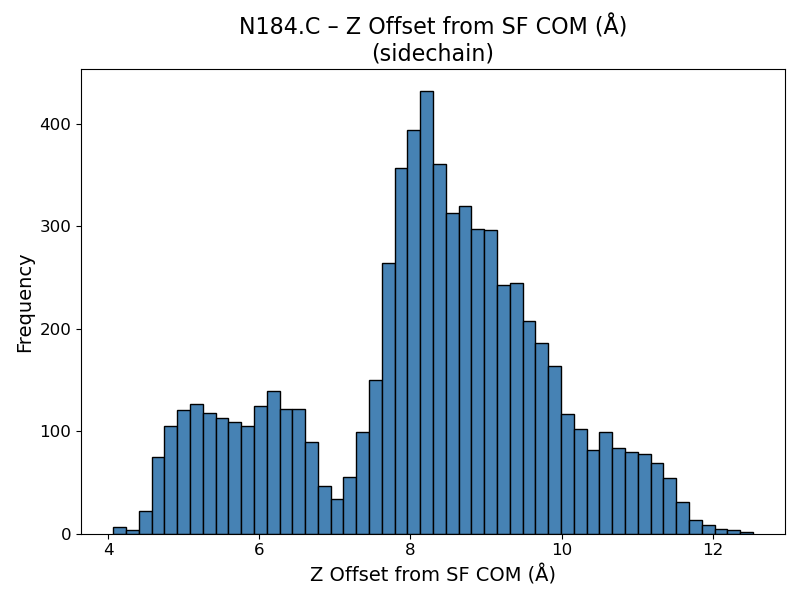 N184.C – Z Offset from SF COM (Å)
(sidechain)
Frequency
400
300
200
100
0
4
6
8
10
12
Z Offset from SF COM (Å)